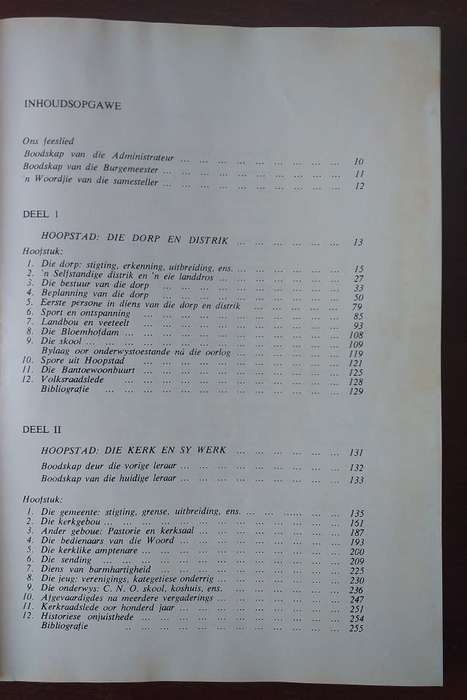 INHOUDSOPGAWE
Ons feeslied
Boodskap van die Administrateur ... ... ... ... ... ... ... ... ... 10
Boodskap van die Burgemeester ... ... ... ... ... ... ... ... ... 11
'n Woordjie van die samesteller ... ... ... ... ... ... ... ... ... 12
DEEL I
HOOPSTAD: DIE DORP EN DISTRIK ... ... ... ... ... ... 13
Hoofstuk:
1. Die dorp: stigting, erkenning, uitbreiding, ens. ... ... ... ... ... ... 15
2. 'n Selfstandige distrik en 'n eie landdros ... ... ... ... ... ... ... 27
3. Die bestuur van die dorp ... ... ... ... ... ... ... ... ... ... 33
4. Beplanning van die dorp ... ... ... ... ... ... ... ... ... ... 50
5. Eerste persone in diens van die dorp en distrik ... ... ... ... ... ... 79
6. Sport en ontspanning ... ... ... ... ... ... ... ... ... ... 85
7. Landbou en veeteelt ... ... ... ... ... ... ... ... ... ... 93
8. Die Bloemhofdam ... ... ... ... ... ... ... ... ... ... ... 108
9. Die skool ... ... ... ... ... ... ... ... ... ... ... ... 109
Bylaag oor onderwystoestande ná die oorlog ... ... ... ... ... ... 119
10. Spore uit Hoopstad ... ... ... ... ... ... ... ... ... ... 121
11. Die Bantoewoonbuurt ... ... ... ... ... ... ... ... ... ... 125
12. Volksraadslede ... ... ... ... ... ... ... ... ... ... ... 128
Bibliografie ... ... ... ... ... ... ... ... ... ... ... 129
DEEL II
HOOPSTAD: DIE KERK EN SY WERK ... ... ... ... ... ... 131
Boodskap deur die vorige leraar ... ... ... ... ... ... ... ... 132
Boodskap van die huidige leraar ... ... ... ... ... ... ... ... 133
Hoofstuk:
1. Die gemeente: stigting, grense, uitbreiding, ens. ... ... ... ... ... ... 135
2. Die kerkgebou ... ... ... ... ... ... ... ... ... ... ... 161
3. Ander geboue: Pastorie en kerksaal ... ... ... ... ... ... ... ... 187
4. Die bedienaars van die Woord ... ... ... ... ... ... ... ... ... 193
5. Die kerklike amptenare ... ... ... ... ... ... ... ... ... ... 200
6. Die sending ... ... ... ... ... ... ... ... ... ... ... ... 209
7. Diens van barmhartigheid ... ... ... ... ... ... ... ... ... ... 225
8. Die jeug: verenigings, kategetiese onderrig ... ... ... ... ... ... ... 230
9. Die onderwys: C. N. O. skool, koshuis, ens. ... ... ... ... ... ... ... 236
10. Afgevaardigdes na meerdere vergaderings ... ... ... ... ... ... ... 247
11. Kerkraadslede oor honderd jaar ... ... ... ... ... ... ... ... ... 251
12. Historiese onjuisthede ... ... ... ... ... ... ... ... ... ... 254
Bibliografie ... ... ... ... ... ... ... ... ... ... ... 255